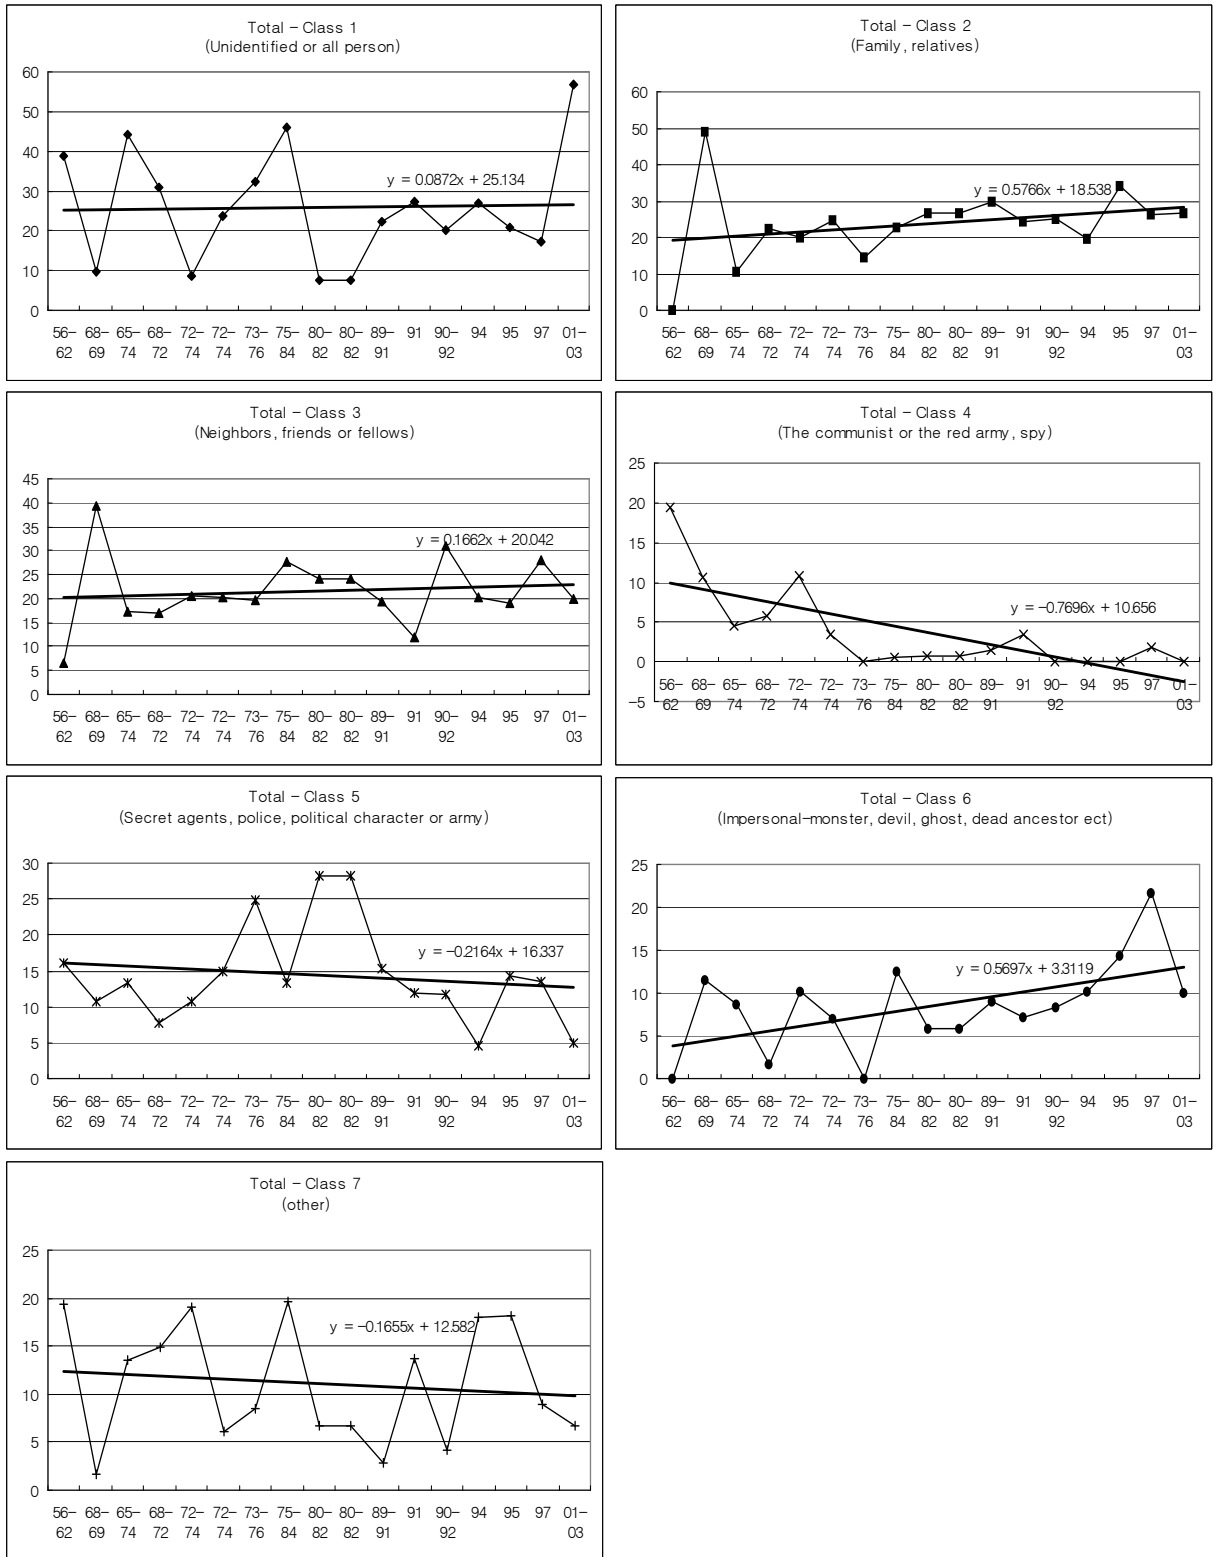 Total - Class 1
(Unidentified or all person)
60
50
40
30
20
10
0
y = 0.0872x + 25.134
56- 68- 65- 68- 72- 72- 73- 75- 80- 80- 89- 91 90- 94 95 97 01-
62 69 74 72 74 74 76 84 82 82 91 92 03
Total - Class 2
(Family, relatives)
60
50
40
30
20
10
0
y = 0.5766x + 18.538
56- 68- 65- 68- 72- 72- 73- 75- 80- 80- 89- 91 90- 94 95 97 01-
62 69 74 72 74 74 76 84 82 82 91 92 03
Total - Class 3
(Neighbors, friends or fellows)
45
40
35
30
25
20
15
10
5
0
y = 0.1662x + 20.042
56- 68- 65- 68- 72- 72- 73- 75- 80- 80- 89- 91 90- 94 95 97 01-
62 69 74 72 74 74 76 84 82 82 91 92 03
Total - Class 4
(The communist or the red army, spy)
25
20
15
10
5
0
-5
y = -0.7696x + 10.656
56- 68- 65- 68- 72- 72- 73- 75- 80- 80- 89- 91 90- 94 95 97 01-
62 69 74 72 74 74 76 84 82 82 91 92 03
Total - Class 5
(Secret agents, police, political character or army)
30
25
20
15
10
5
0
y = -0.2164x + 16.337
56- 68- 65- 68- 72- 72- 73- 75- 80- 80- 89- 91 90- 94 95 97 01-
62 69 74 72 74 74 76 84 82 82 91 92 03
Total - Class 6
(Impersonal-monster, devil, ghost, dead ancestor ect)
25
20
15
10
5
0
y = 0.5697x + 3.3119
56- 68- 65- 68- 72- 72- 73- 75- 80- 80- 89- 91 90- 94 95 97 01-
62 69 74 72 74 74 76 84 82 82 91 92 03
Total - Class 7
(other)
25
20
15
10
5
0
y = -0.1655x + 12.582
56- 68- 65- 68- 72- 72- 73- 75- 80- 80- 89- 91 90- 94 95 97 01-
62 69 74 72 74 74 76 84 82 82 91 92 03